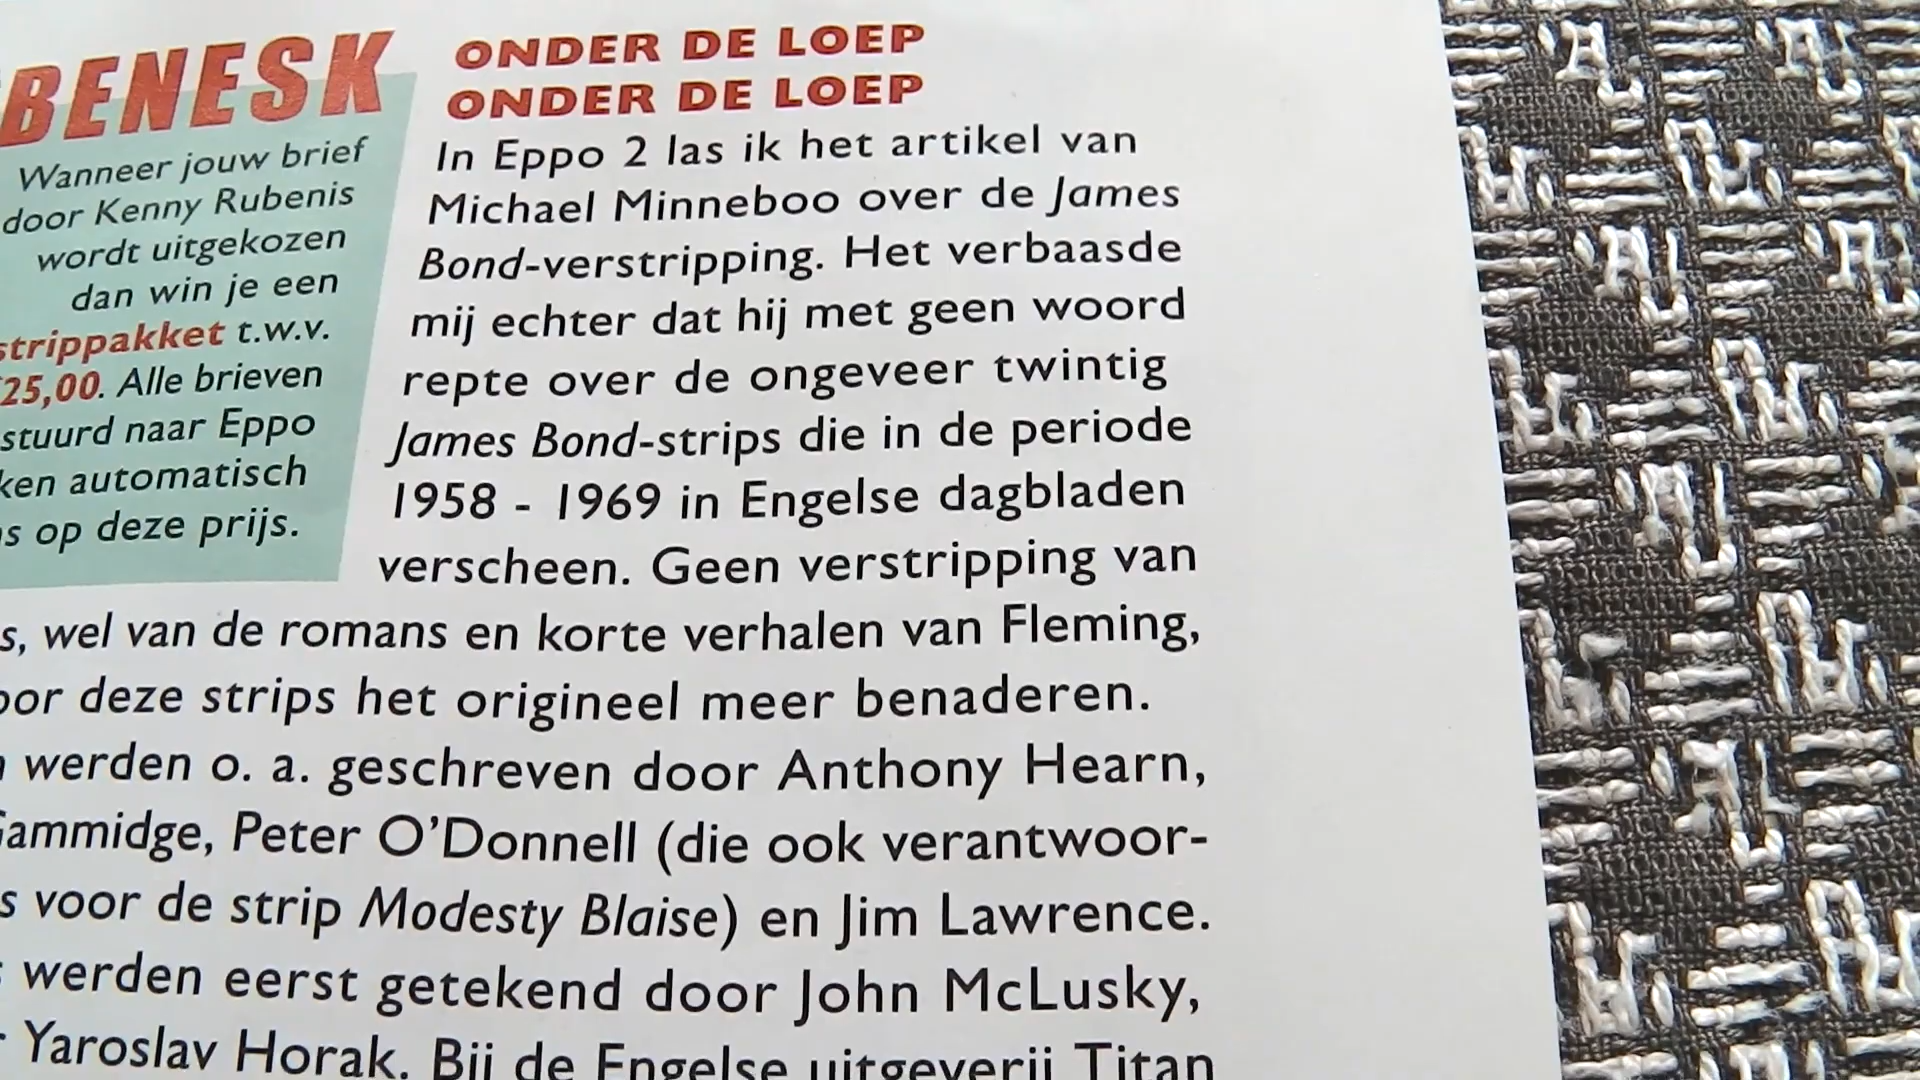 BENESK
Wanneer jouw brief
door Kenny Rubenis
wordt uitgekozen
dan win je een
strippakket t.w.v.
25,00. Alle brieven
naar Eppo
automatisch
op deze prijs.
ONDER DE LOEP
ONDER DE LOEP
In Eppo 2 las ik het artikel van
Michael Minneboo over de James
Bond-verstripping. Het verbaasde
mij echter dat hij met geen woord
repte over de ongeveer twintig
James Bond-strips die in de periode
1958 - 1969 in Engelse dagbladen
verscheen. Geen verstripping van
wel van de romans en korte verhalen van Fleming,
deze strips het origineel meer benaderen.
werden o. a. geschreven door Anthony Hearn,
Gammidge, Peter O'Donnell (die ook verantwoor-
voor de strip Modesty Blaise) en Jim Lawrence.
werden eerst getekend door John McLusky,
Yaroslav Horak. Bij de Engelse uitgeverij Titan